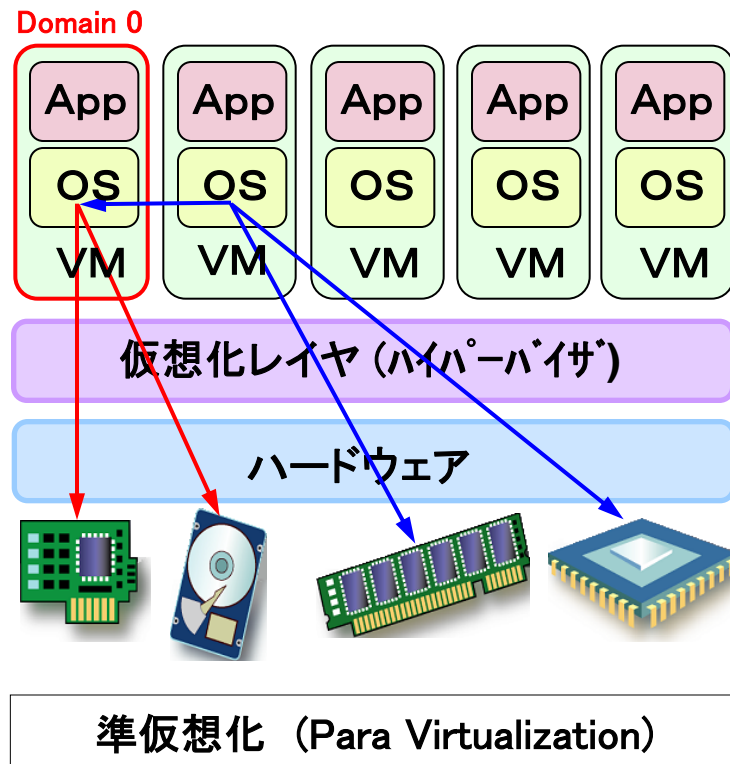 Domain 0
App App App App App
OS OS OS OS OS
VM VM VM VM VM
仮想化レイヤ (ﾊｲﾊﾟｰﾊﾞｲｻﾞ)
ハードウェア
準仮想化 (Para Virtualization)